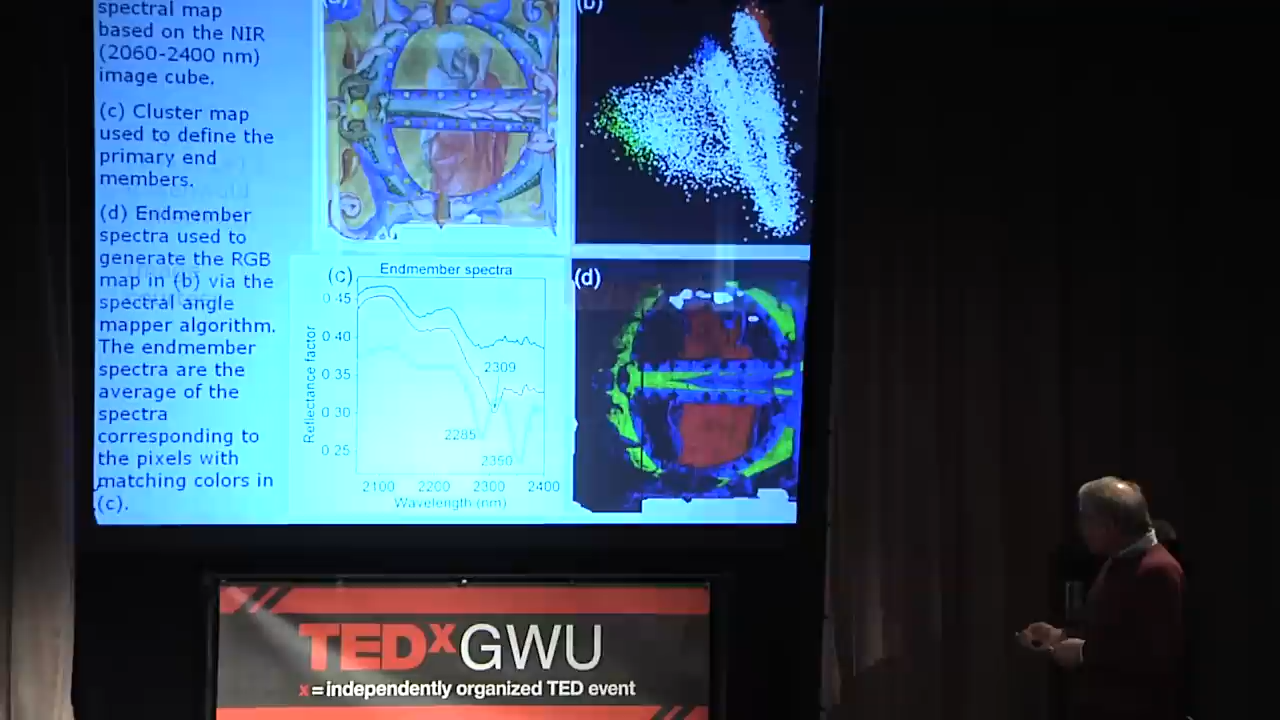 spectral map
based on the NIR
(2060-2400 nm)
image cube.
(c) Cluster map
used to define the
primary end
members.
(d) Endmember
spectra used to
generate the RGB
map in (b) via the
spectral angle
mapper algorithm.
The endmember
spectra are the
average of the
spectra
corresponding to
the pixels with
matching colors in
(c).
(a)
(b)
(c)
Endmember spectra
Reflectance factor
0 45
0 40
0 35
0 30
0 25
2309
2285
2350
2100 2200 2300 2400
Wavelength (nm)
(d)
TEDxGWU
x=independently organized TED event